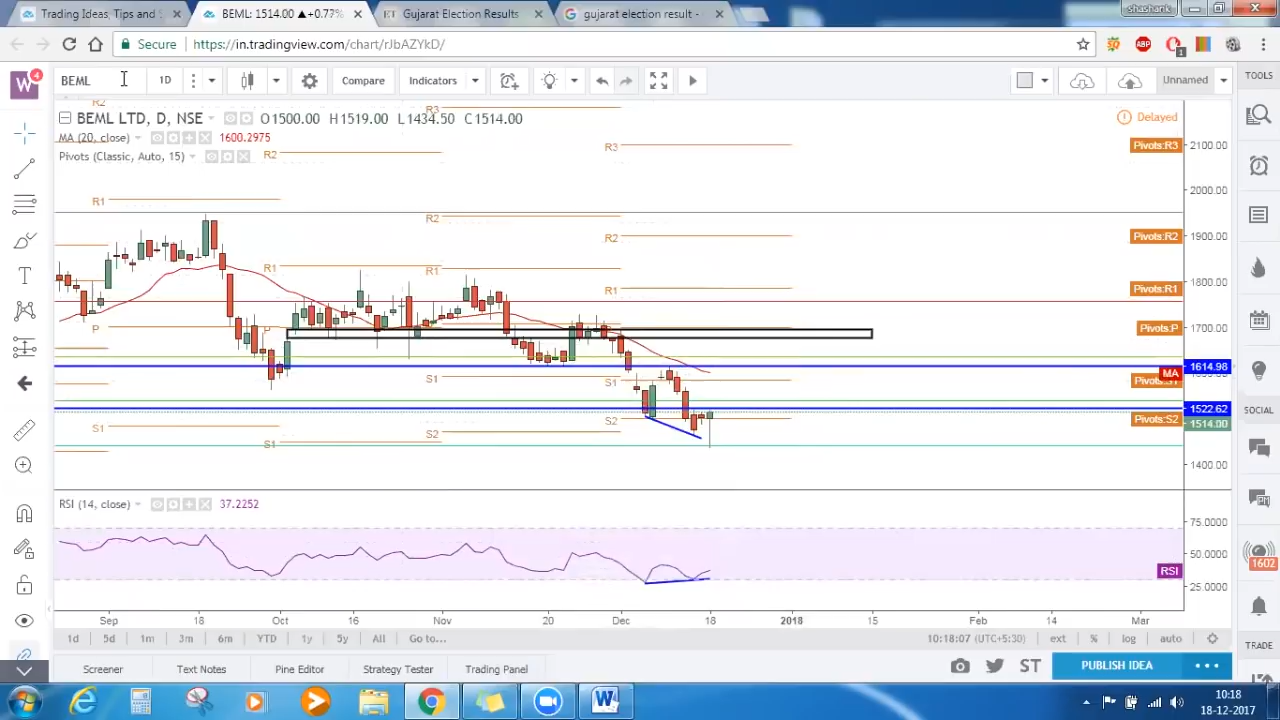 Trading Ideas, Tips and S
BEML: 1514.00 ▲+0.77%
Gujarat Election Results
gujarat election result -
shashank
Secure
https://in.tradingview.com/chart/rJbAZYkD/
ABP
1
W
4
BEML
1D
Compare
Indicators
Unnamed
TOOLS
R2
R3
BEML LTD, D, NSE
O1500.00 H1519.00 L1434.50 C1514.00
Delayed
MA (20, close)
1600.2975
Pivots (Classic, Auto, 15)
R2
R3
Pivots:R3
2100.00
2000.00
R1
R2
R2
Pivots:R2
1900.00
R1
R1
1800.00
R1
Pivots:R1
P
P
Pivots:P
1700.00
1614.98
MA
S1
S1
1522.62
SOCIAL
S2
Pivots:S2
1514.00
S1
S2
S1
1400.00
RSI (14, close)
37.2252
75.0000
50.0000
1602
RSI
25.0000
Sep
18
Oct
16
Nov
20
Dec
18
2018
15
Feb
14
Mar
1d 5d 1m 3m 6m YTD 1y 5y All Go to...
10:18:07 (UTC+5:30)
ext % log auto
TRADE
Screener
Text Notes
Pine Editor
Strategy Tester
Trading Panel
ST
PUBLISH IDEA
10:18
18-12-2017